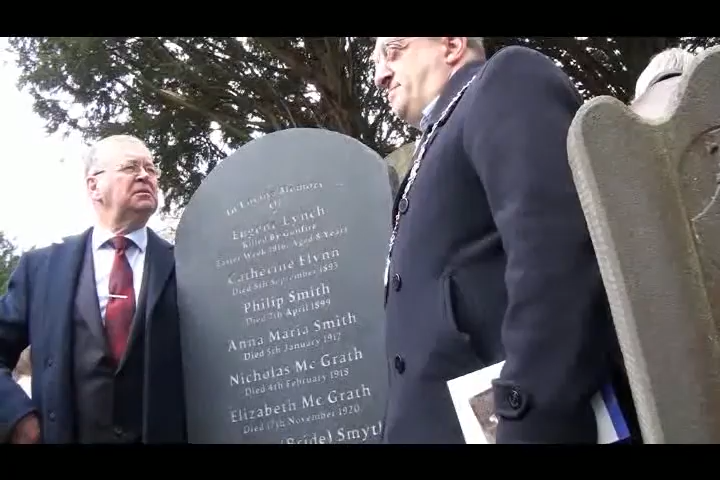 In Loving Memory
Of
Eugene Lynch
Killed By Gunfire
Easter Week 1916, Aged 8 Years
Catherine Flynn
Died 8th September 1893
Philip Smith
Died 7th April 1899
Anna Maria Smith
Died 5th January 1917
Nicholas Mc Grath
Died 4th February 1918
Elizabeth Mc Grath
Died 17th November 1920
(Bride) Smyth